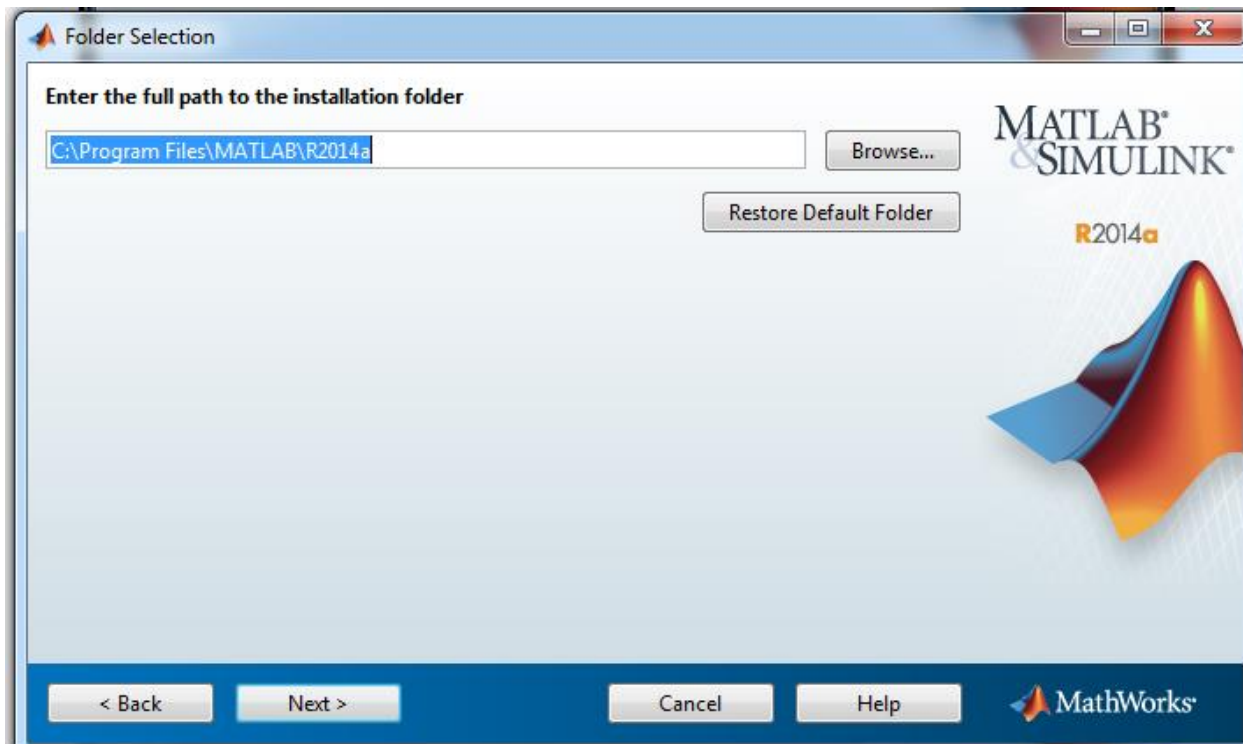 Folder Selection
Enter the full path to the installation folder
C:\Program Files\MATLAB\R2014a
Browse...
Restore Default Folder
MATLAB®
&SIMULINK®
R2014a
< Back
Next >
Cancel
Help
MathWorks®